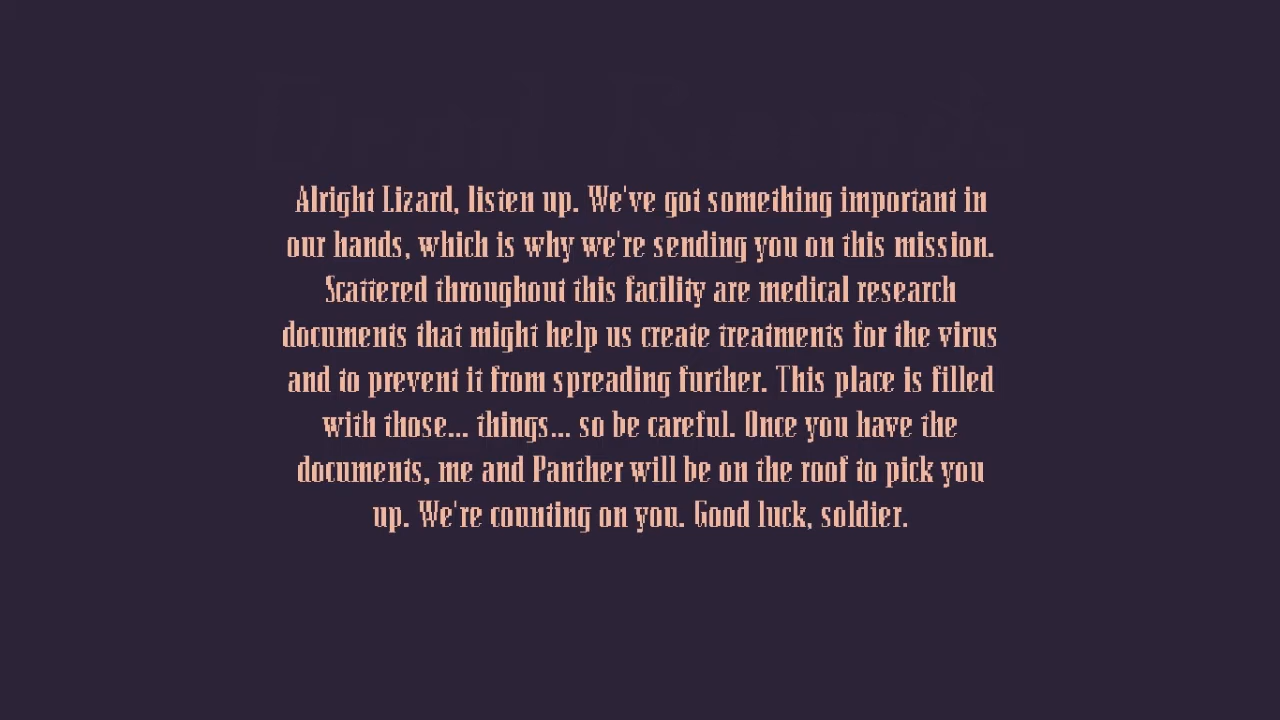 Alright Lizard, listen up. We've got something important in
our hands, which is why we're sending you on this mission.
Scattered throughout this facility are medical research
documents that might help us create treatments for the virus
and to prevent it from spreading further. This place is filled
with those... things... so be careful. Once you have the
documents, me and Panther will be on the roof to pick you
up. We're counting on you. Good luck, soldier.